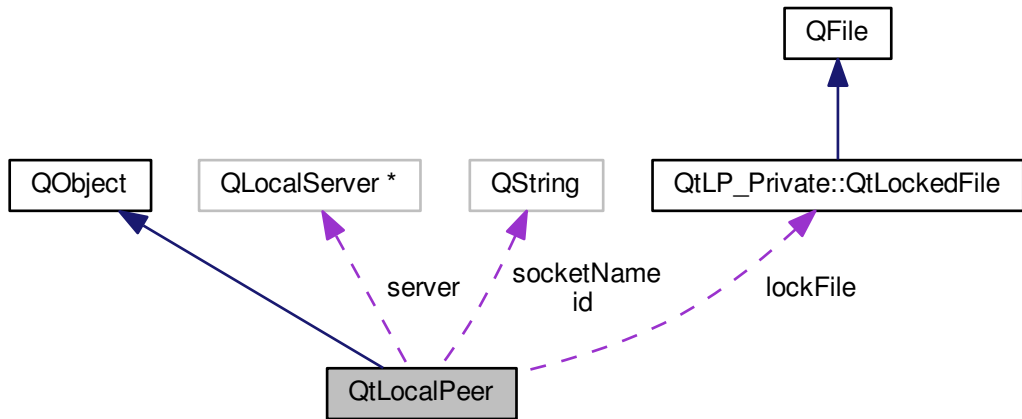 QFile
QObject
QLocalServer *
QString
QtLP_Private::QtLockedFile
server
socketName
id
lockFile
QtLocalPeer